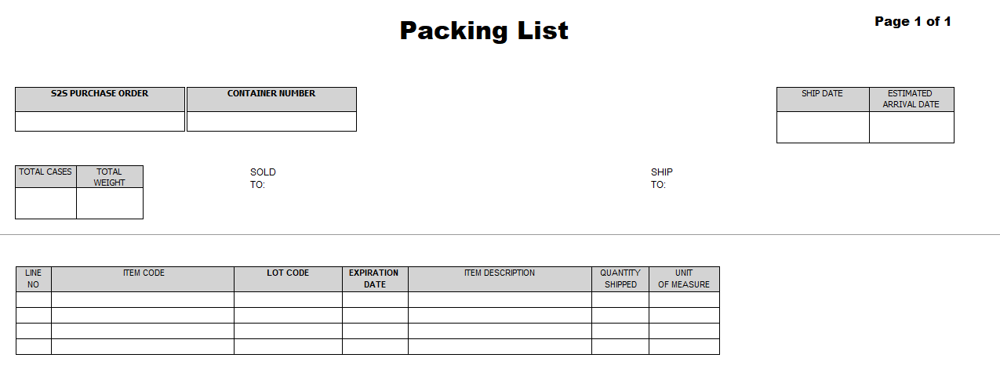 Packing List
Page 1 of 1
S2S PURCHASE ORDER
CONTAINER NUMBER
SHIP DATE
ESTIMATED
ARRIVAL DATE
TOTAL CASES
TOTAL
WEIGHT
SOLD
TO:
SHIP
TO:
LINE
NO
ITEM CODE
LOT CODE
EXPIRATION
DATE
ITEM DESCRIPTION
QUANTITY
SHIPPED
UNIT
OF MEASURE